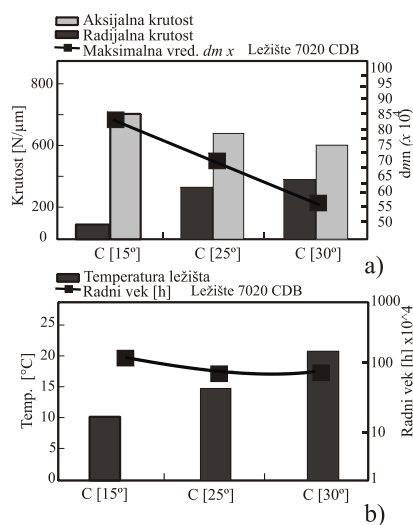 Aksijalna krutost
Radijalna krutost
Maksimalna vred. dm x Ležište 7020 CDB
Krutost [N/μm]
800
600
200
0
100
95
90
85
80
75
70
65
60
55
50
dmn (x 10⁴)
C [15º] C [25º] C [30º]
a)
Temperatura ležišta
Radni vek [h] Ležište 7020 CDB
Temp. [°C]
25
20
15
10
5
0
1000
100
10
1
Radni vek [h] x10^4
C [15º] C [25º] C [30º]
b)